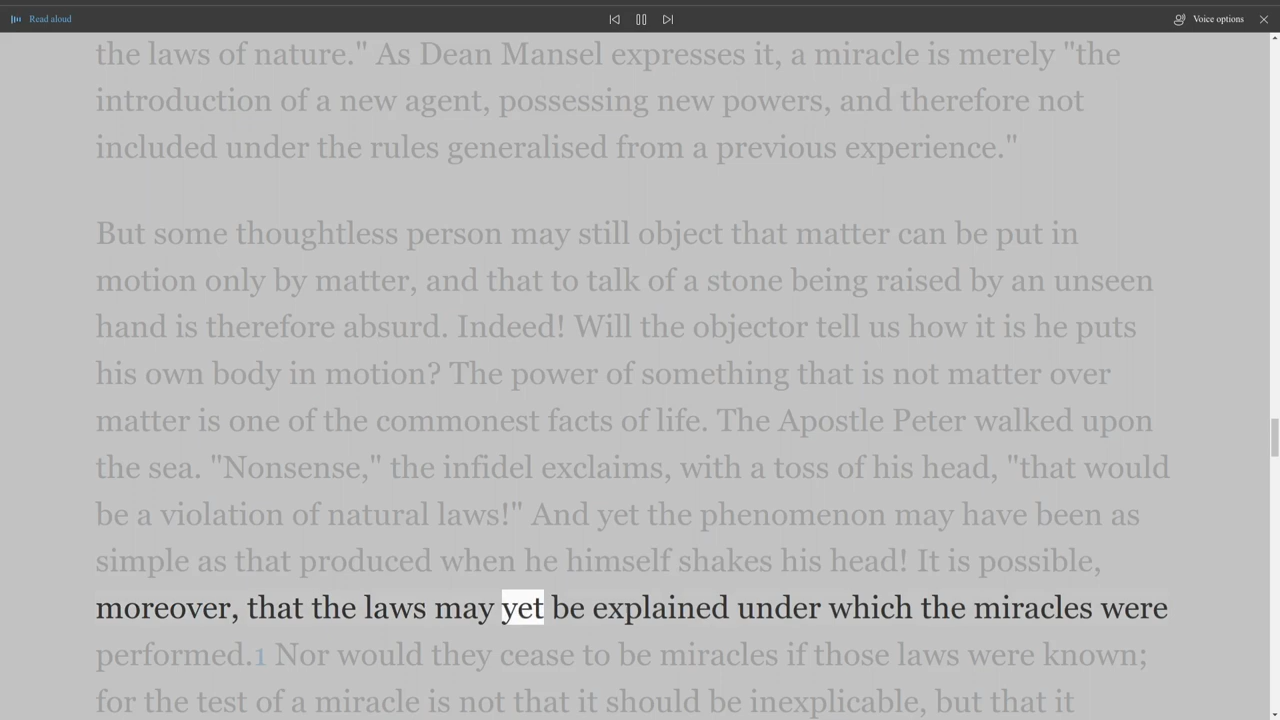 Read aloud
Voice options
the laws of nature." As Dean Mansel expresses it, a miracle is merely "the
introduction of a new agent, possessing new powers, and therefore not
included under the rules generalised from a previous experience."
But some thoughtless person may still object that matter can be put in
motion only by matter, and that to talk of a stone being raised by an unseen
hand is therefore absurd. Indeed! Will the objector tell us how it is he puts
his own body in motion? The power of something that is not matter over
matter is one of the commonest facts of life. The Apostle Peter walked upon
the sea. "Nonsense," the infidel exclaims, with a toss of his head, "that would
be a violation of natural laws!" And yet the phenomenon may have been as
simple as that produced when he himself shakes his head! It is possible,
moreover, that the laws may yet be explained under which the miracles were
performed.1 Nor would they cease to be miracles if those laws were known;
for the test of a miracle is not that it should be inexplicable, but that it